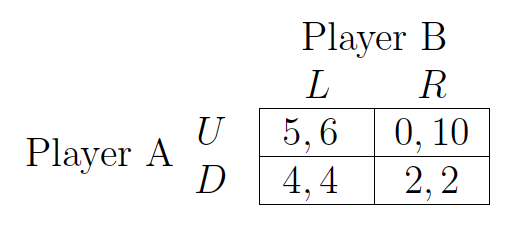 Player B
L R
U 5, 6 0, 10
Player A
D 4, 4 2, 2